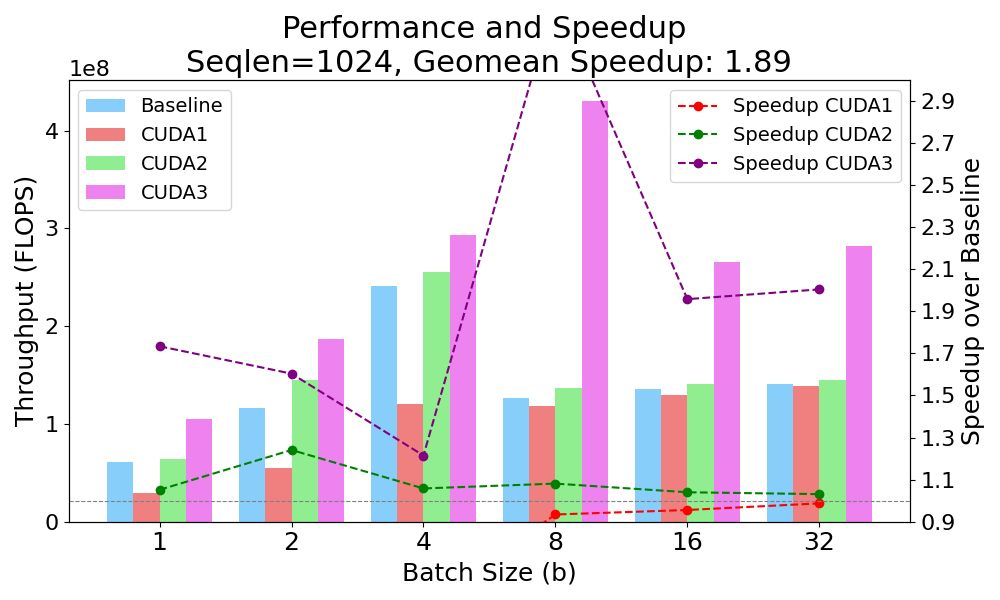 Performance and Speedup
Seqlen=1024, Geomean Speedup: 1.89
1e8
Baseline
CUDA1
CUDA2
CUDA3
Speedup CUDA1
Speedup CUDA2
Speedup CUDA3
Throughput (FLOPS)
4
3
2
1
0
2.9
2.7
2.5
2.3
2.1
1.9
1.7
1.5
1.3
1.1
0.9
Speedup over Baseline
1 2 4 8 16 32
Batch Size (b)